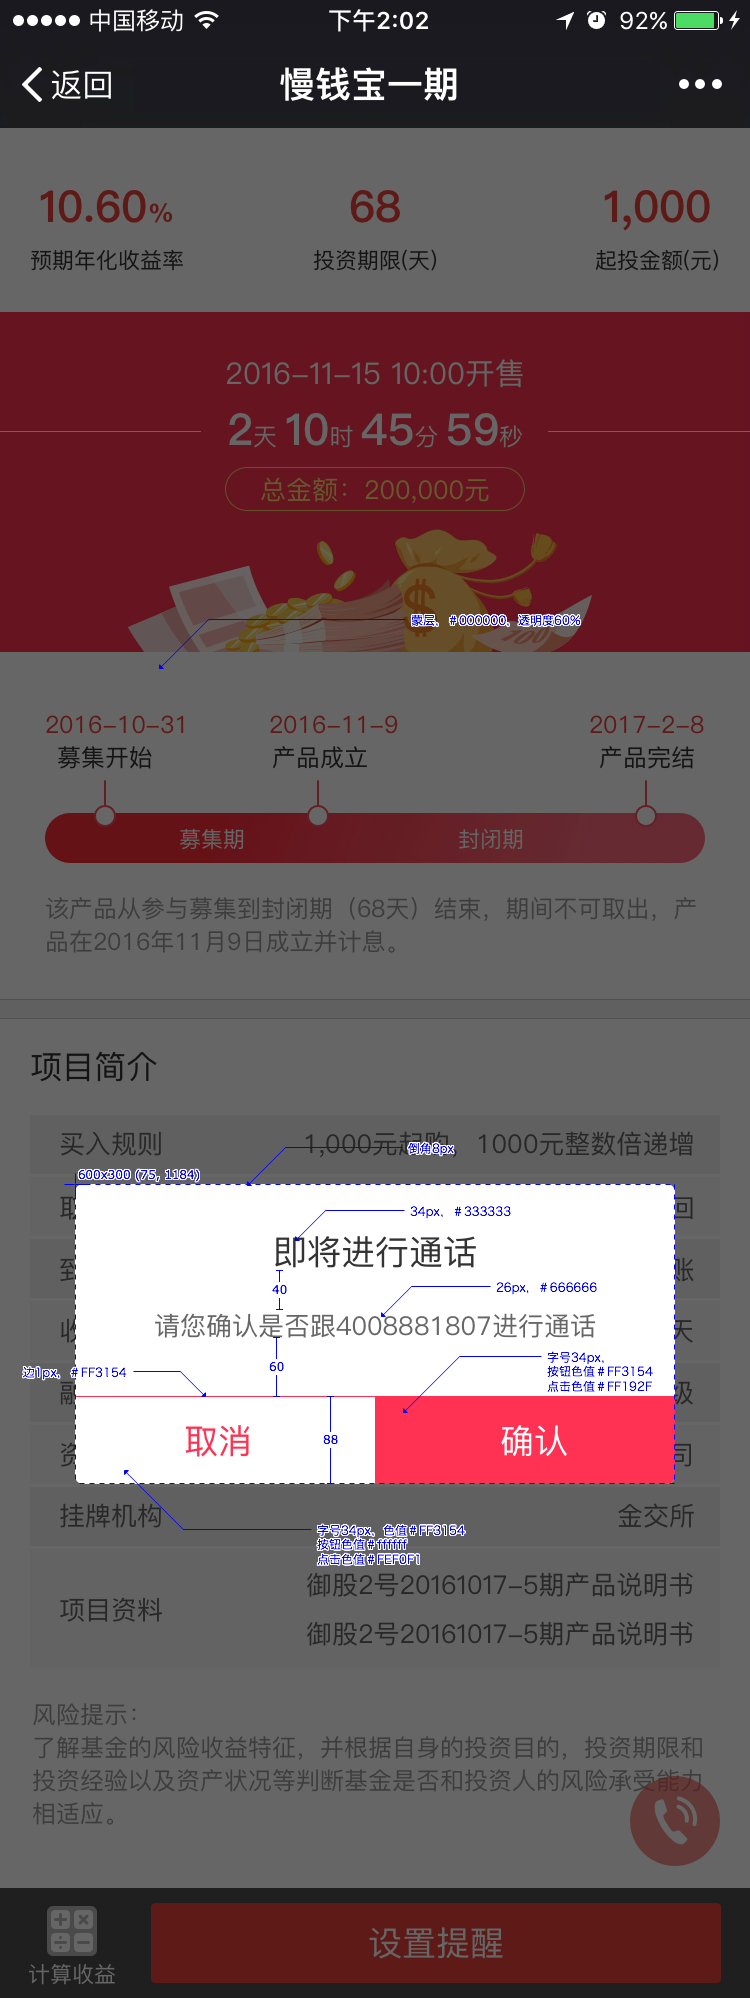 中国移动 下午2:02 92%
返回 慢钱宝一期
10.60% 68 1,000
预期年化收益率 投资期限(天) 起投金额(元)
2016-11-15 10:00开售
2天 10时 45分 59秒
总金额：200,000元
蒙层，#000000，透明度60%
2016-10-31 2016-11-9 2017-2-8
募集开始 产品成立 产品完结
募集期 封闭期
该产品从参与募集到封闭期（68天）结束，期间不可取出，产
品在2016年11月9日成立并计息。
项目简介
买入规则 1,000元起购，1000元整数倍递增
倒角8px
600x300 (75, 1184)
取 回
34px，#333333
即将进行通话
到 账
40
26px，#666666
请您确认是否跟4008881807进行通话
收 天
60
字号34px，
按钮色值#FF3154
点击色值#FF192F
边1px，#FF3154
融 级
取消 88 确认
资 司
挂牌机构 金交所
字号34px，色值#FF3154
按钮色值#ffffff
点击色值#FEF0F1
项目资料
御股2号20161017-5期产品说明书
御股2号20161017-5期产品说明书
风险提示：
了解基金的风险收益特征，并根据自身的投资目的，投资期限和
投资经验以及资产状况等判断基金是否和投资人的风险承受能力
相适应。
计算收益 设置提醒